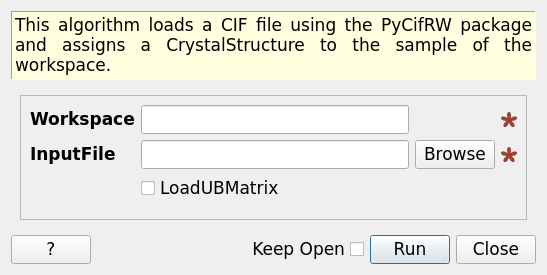 This algorithm loads a CIF file using the PyCifRW package
and assigns a CrystalStructure to the sample of the
workspace.
Workspace *
InputFile Browse *
LoadUBMatrix
? Keep Open Run Close